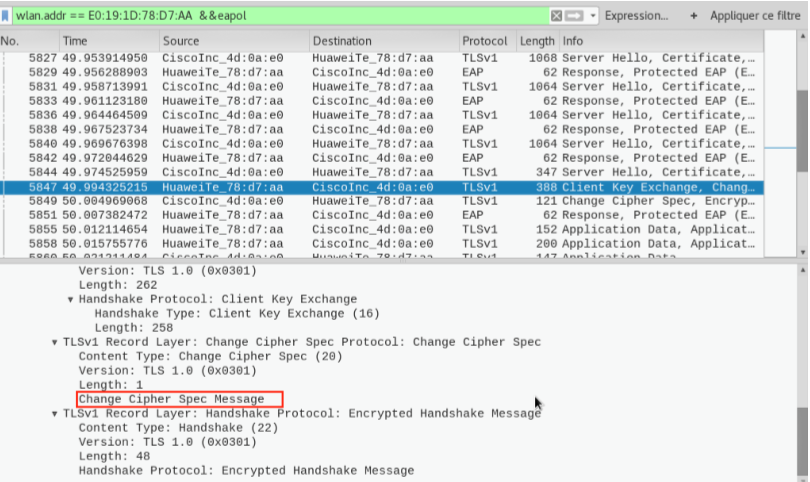 wlan.addr == E0:19:1D:78:D7:AA &&eapol Expression... + Appliquer ce filtre
No. Time Source Destination Protocol Length Info
5827 49.953914950 CiscoInc_4d:0a:e0 HuaweiTe_78:d7:aa TLSv1 1068 Server Hello, Certificate,…
5829 49.956288903 HuaweiTe_78:d7:aa CiscoInc_4d:0a:e0 EAP 62 Response, Protected EAP (E…
5831 49.958713991 CiscoInc_4d:0a:e0 HuaweiTe_78:d7:aa TLSv1 1064 Server Hello, Certificate,…
5833 49.961123180 HuaweiTe_78:d7:aa CiscoInc_4d:0a:e0 EAP 62 Response, Protected EAP (E…
5836 49.964464509 CiscoInc_4d:0a:e0 HuaweiTe_78:d7:aa TLSv1 1064 Server Hello, Certificate,…
5838 49.967523734 HuaweiTe_78:d7:aa CiscoInc_4d:0a:e0 EAP 62 Response, Protected EAP (E…
5840 49.969676398 CiscoInc_4d:0a:e0 HuaweiTe_78:d7:aa TLSv1 1064 Server Hello, Certificate,…
5842 49.972044629 HuaweiTe_78:d7:aa CiscoInc_4d:0a:e0 EAP 62 Response, Protected EAP (E…
5844 49.974525959 CiscoInc_4d:0a:e0 HuaweiTe_78:d7:aa TLSv1 347 Server Hello, Certificate,…
5847 49.994325215 HuaweiTe_78:d7:aa CiscoInc_4d:0a:e0 TLSv1 388 Client Key Exchange, Chang…
5849 50.004969068 CiscoInc_4d:0a:e0 HuaweiTe_78:d7:aa TLSv1 121 Change Cipher Spec, Encryp…
5851 50.007382472 HuaweiTe_78:d7:aa CiscoInc_4d:0a:e0 EAP 62 Response, Protected EAP (E…
5855 50.012114654 CiscoInc_4d:0a:e0 HuaweiTe_78:d7:aa TLSv1 152 Application Data, Applicat…
5858 50.015755776 HuaweiTe_78:d7:aa CiscoInc_4d:0a:e0 TLSv1 200 Application Data, Applicat…
5860 50.021211484 CiscoInc_4d:0a:e0 HuaweiTe_78:d7:aa TLSv1 147 Application Data
Version: TLS 1.0 (0x0301)
Length: 262
Handshake Protocol: Client Key Exchange
Handshake Type: Client Key Exchange (16)
Length: 258
TLSv1 Record Layer: Change Cipher Spec Protocol: Change Cipher Spec
Content Type: Change Cipher Spec (20)
Version: TLS 1.0 (0x0301)
Length: 1
Change Cipher Spec Message
TLSv1 Record Layer: Handshake Protocol: Encrypted Handshake Message
Content Type: Handshake (22)
Version: TLS 1.0 (0x0301)
Length: 48
Handshake Protocol: Encrypted Handshake Message